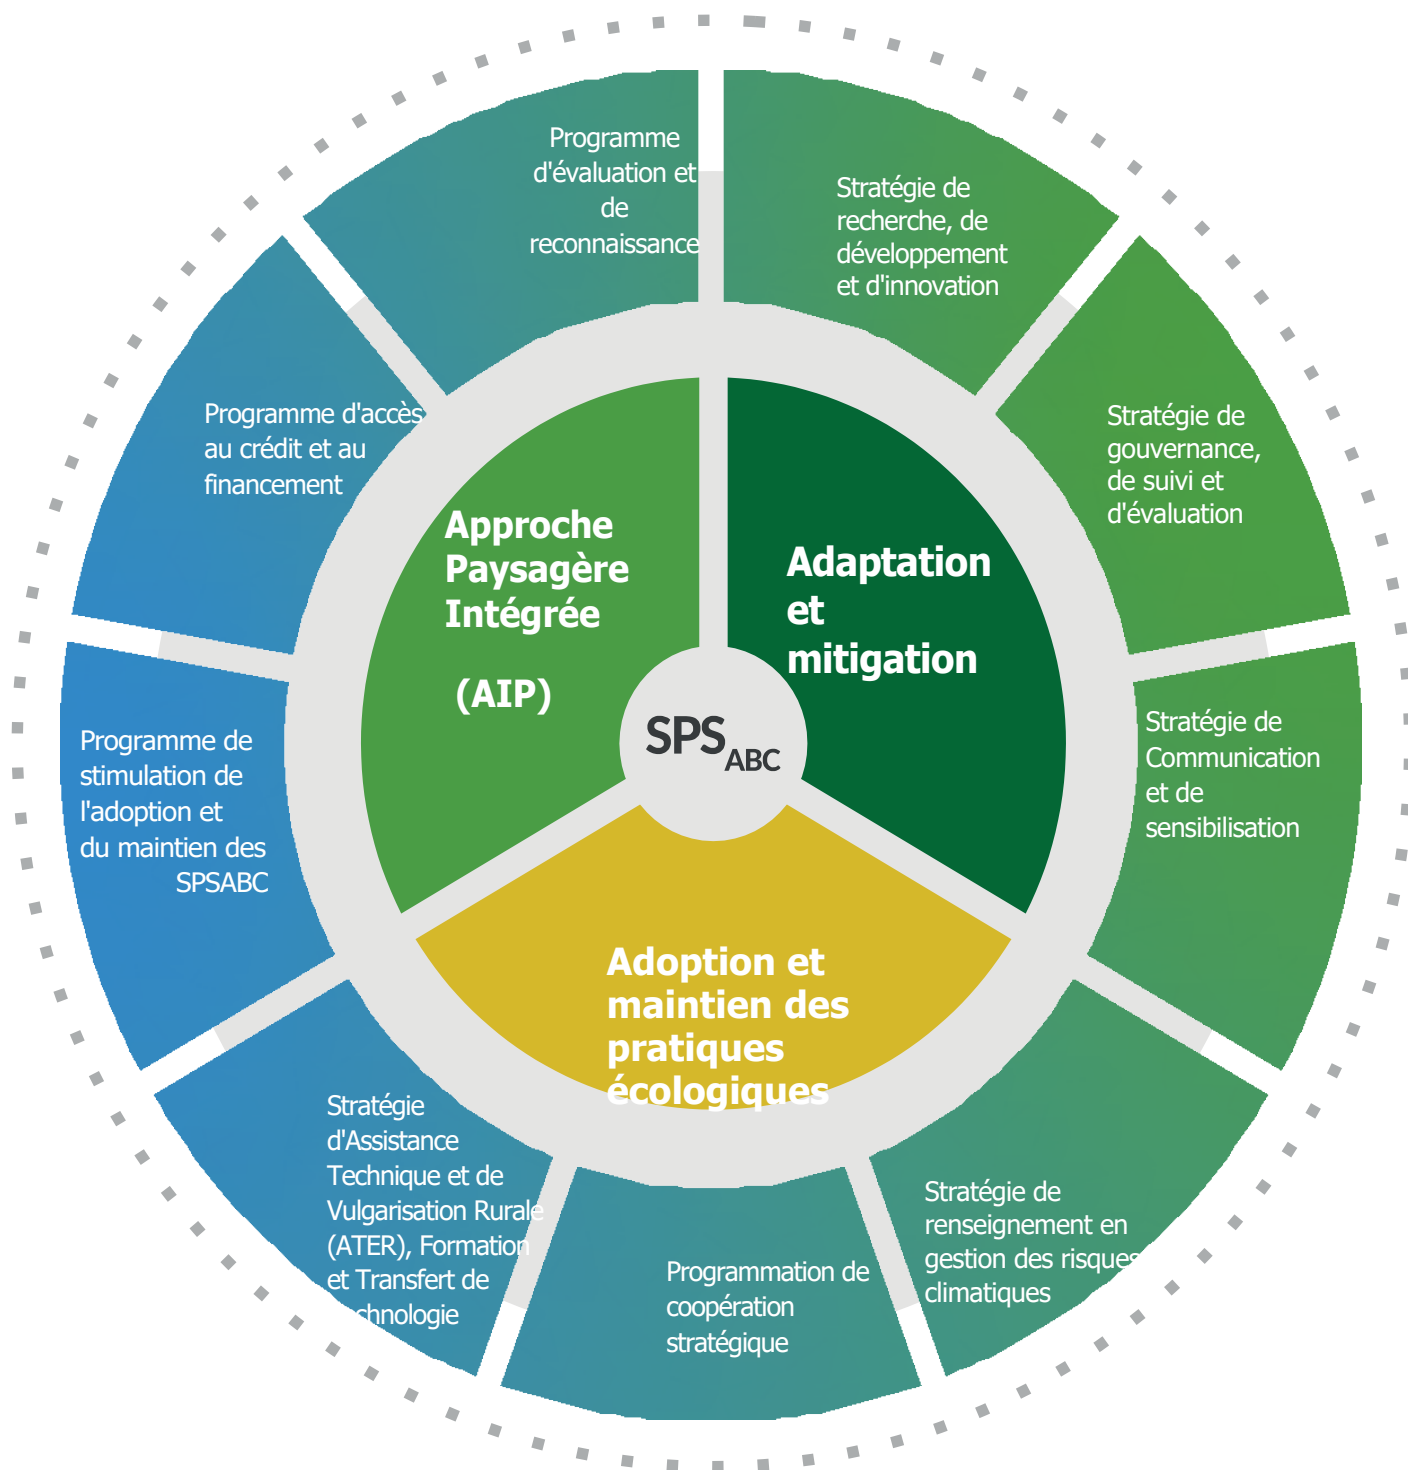 Programme
d'évaluation et
de
reconnaissance
Stratégie de
recherche, de
développement
et d'innovation
Stratégie de
gouvernance,
de suivi et
d'évaluation
Stratégie de
Communication
et de
sensibilisation
Stratégie de
renseignement en
gestion des risques
climatiques
Programmation de
coopération
stratégique
Stratégie
d'Assistance
Technique et de
Vulgarisation Rurale
(ATER), Formation
et Transfert de
Programme de
stimulation de
l'adoption et
du maintien des
SPSABC
Programme d'accès
au crédit et au
financement
Approche
Paysagère
Intégrée
(AIP)
Adaptation
et
mitigation
Adoption et
maintien des
pratiques
écologiques
SPS
ABC